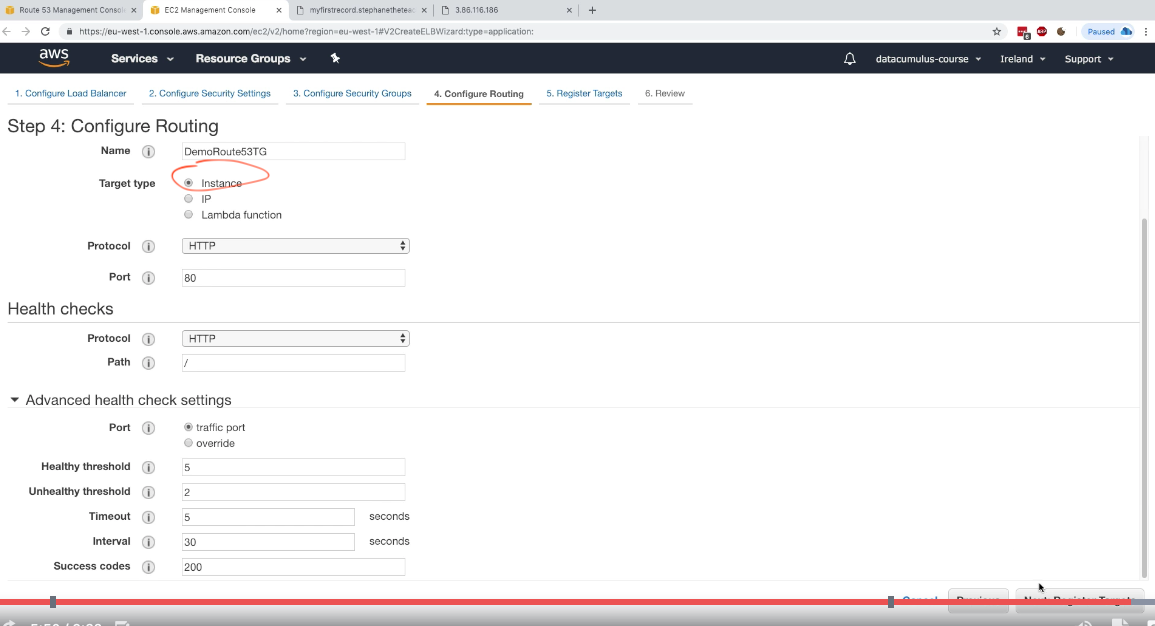 Route 53 Management Consol
EC2 Management Console
myfirstrecord.stephanetheteac
3.86.116.186
https://eu-west-1.console.aws.amazon.com/ec2/v2/home?region=eu-west-1#V2CreateELBWizard:type=application:
Paused
aws
Services
Resource Groups
datacumulus-course
Ireland
Support
1. Configure Load Balancer
2. Configure Security Settings
3. Configure Security Groups
4. Configure Routing
5. Register Targets
6. Review
Step 4: Configure Routing
Name
DemoRoute53TG
Target type
Instance
IP
Lambda function
Protocol
HTTP
Port
80
Health checks
Protocol
HTTP
Path
/
Advanced health check settings
Port
traffic port
override
Healthy threshold
5
Unhealthy threshold
2
Timeout
5
seconds
Interval
30
seconds
Success codes
200
Cancel
Previous
Next: Register Targets